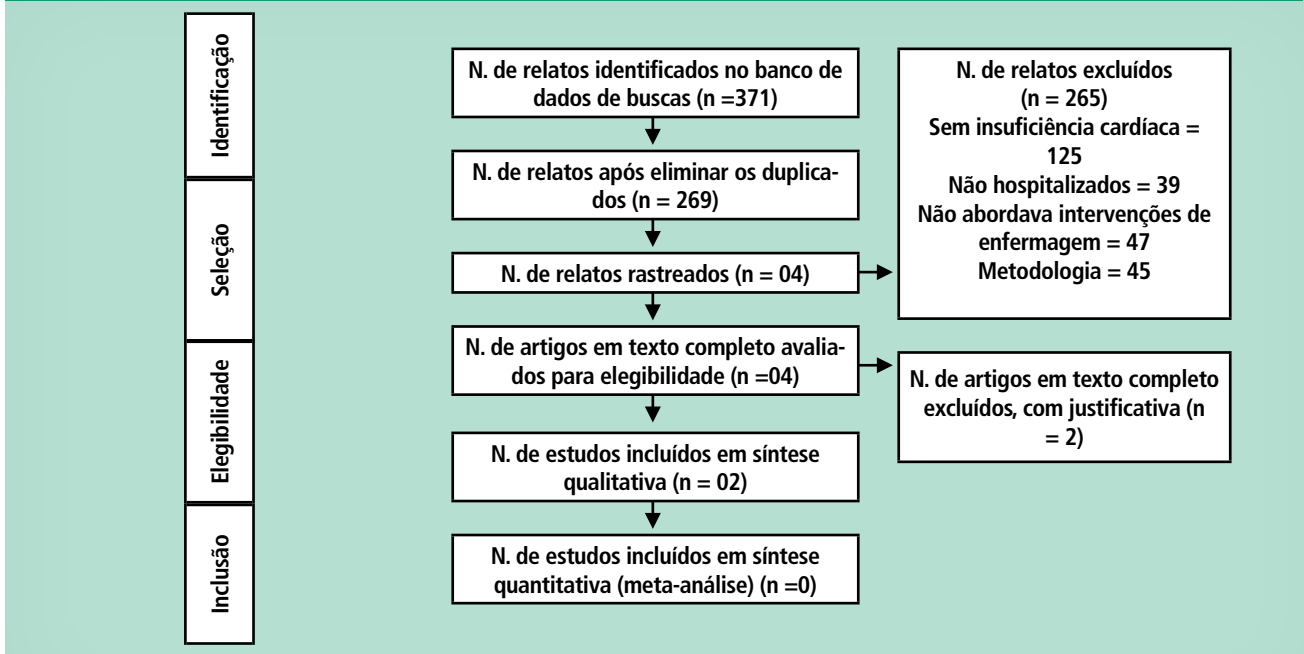 Identificação
Seleção
Elegibilidade
Inclusão
N. de relatos identificados no banco de
dados de buscas (n =371)
N. de relatos após eliminar os duplica-
dos (n = 269)
N. de relatos rastreados (n = 04)
N. de artigos em texto completo avalia-
dos para elegibilidade (n =04)
N. de estudos incluídos em síntese
qualitativa (n = 02)
N. de estudos incluídos em síntese
quantitativa (meta-análise) (n =0)
N. de relatos excluídos
(n = 265)
Sem insuficiência cardíaca =
125
Não hospitalizados = 39
Não abordava intervenções de
enfermagem = 47
Metodologia = 45
N. de artigos em texto completo
excluídos, com justificativa (n
= 2)